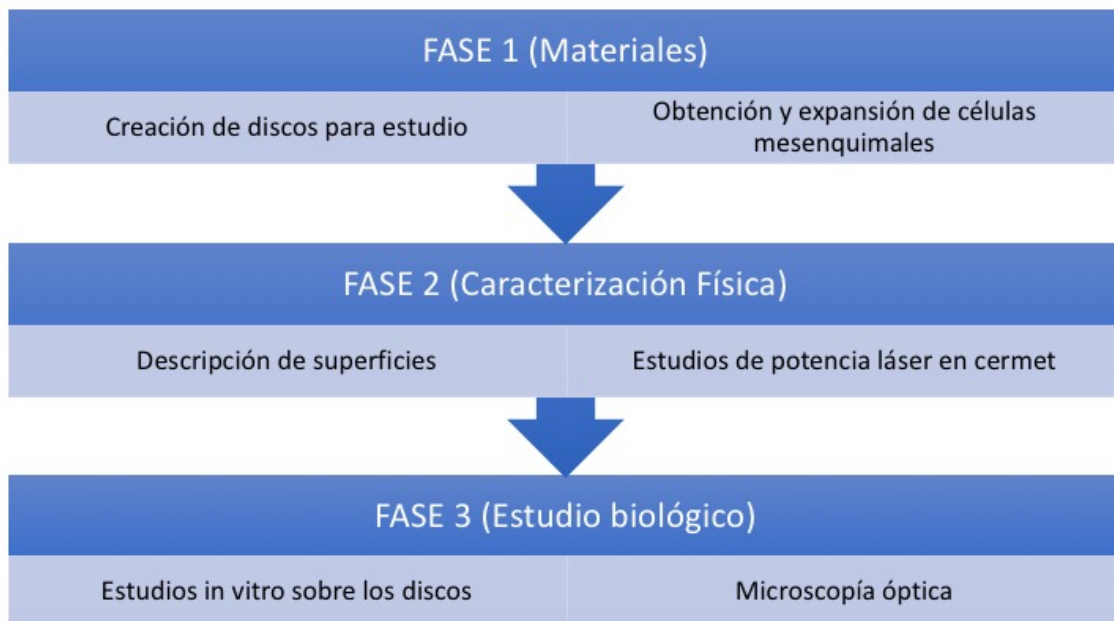 FASE 1 (Materiales)
Creación de discos para estudio
Obtención y expansión de células
mesenquimales
FASE 2 (Caracterización Física)
Descripción de superficies
Estudios de potencia láser en cermet
FASE 3 (Estudio biológico)
Estudios in vitro sobre los discos
Microscopía óptica